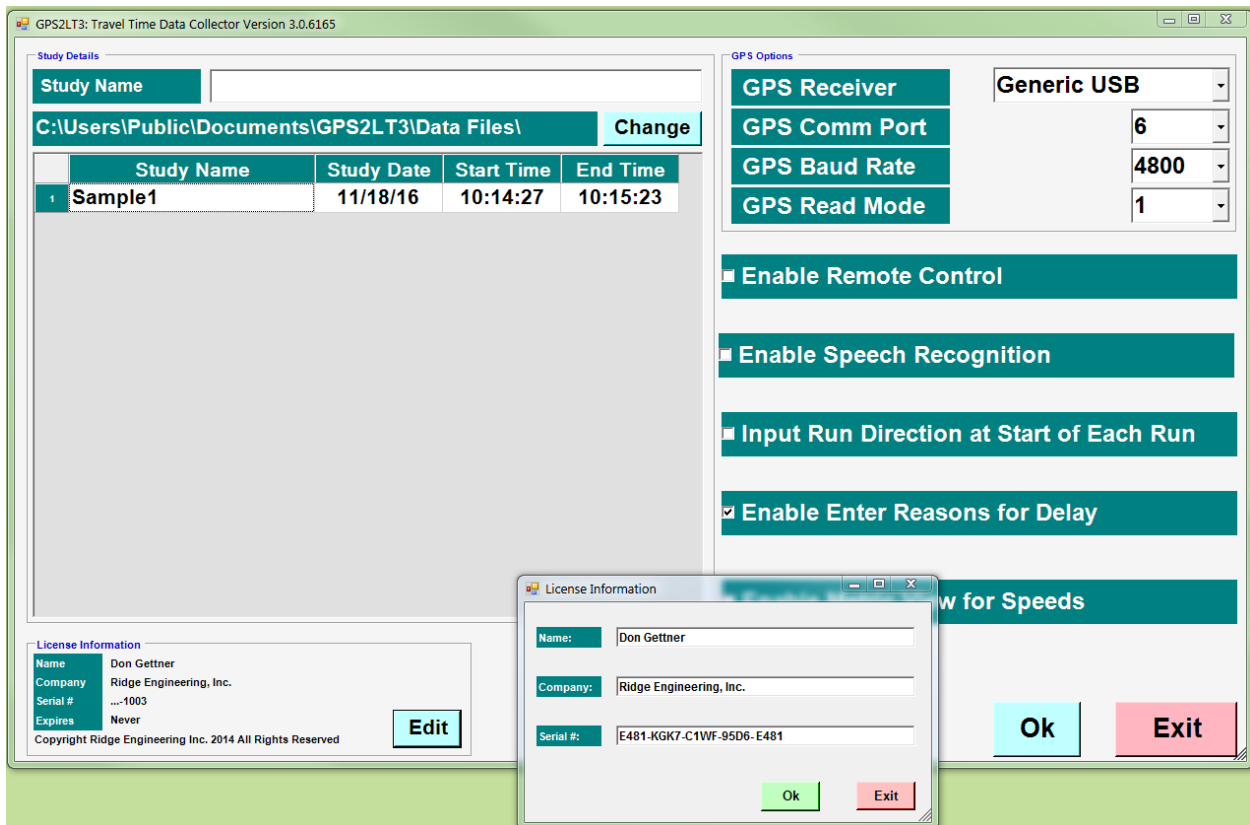 GPS2LT3: Travel Time Data Collector Version 3.0.6165
Study Details
Study Name
C:\Users\Public\Documents\GPS2LT3\Data Files\ Change
Study Name Study Date Start Time End Time
1 Sample1 11/18/16 10:14:27 10:15:23
GPS Options
GPS Receiver Generic USB
GPS Comm Port 6
GPS Baud Rate 4800
GPS Read Mode 1
Enable Remote Control
Enable Speech Recognition
Input Run Direction at Start of Each Run
Enable Enter Reasons for Delay
for Speeds
License Information
Name Don Gettner
Company Ridge Engineering, Inc.
Serial # ...-1003
Expires Never
Copyright Ridge Engineering Inc. 2014 All Rights Reserved
Edit
License Information
Name: Don Gettner
Company: Ridge Engineering, Inc.
Serial #: E481-KGK7-C1WF-95D6-E481
Ok Exit
Ok Exit